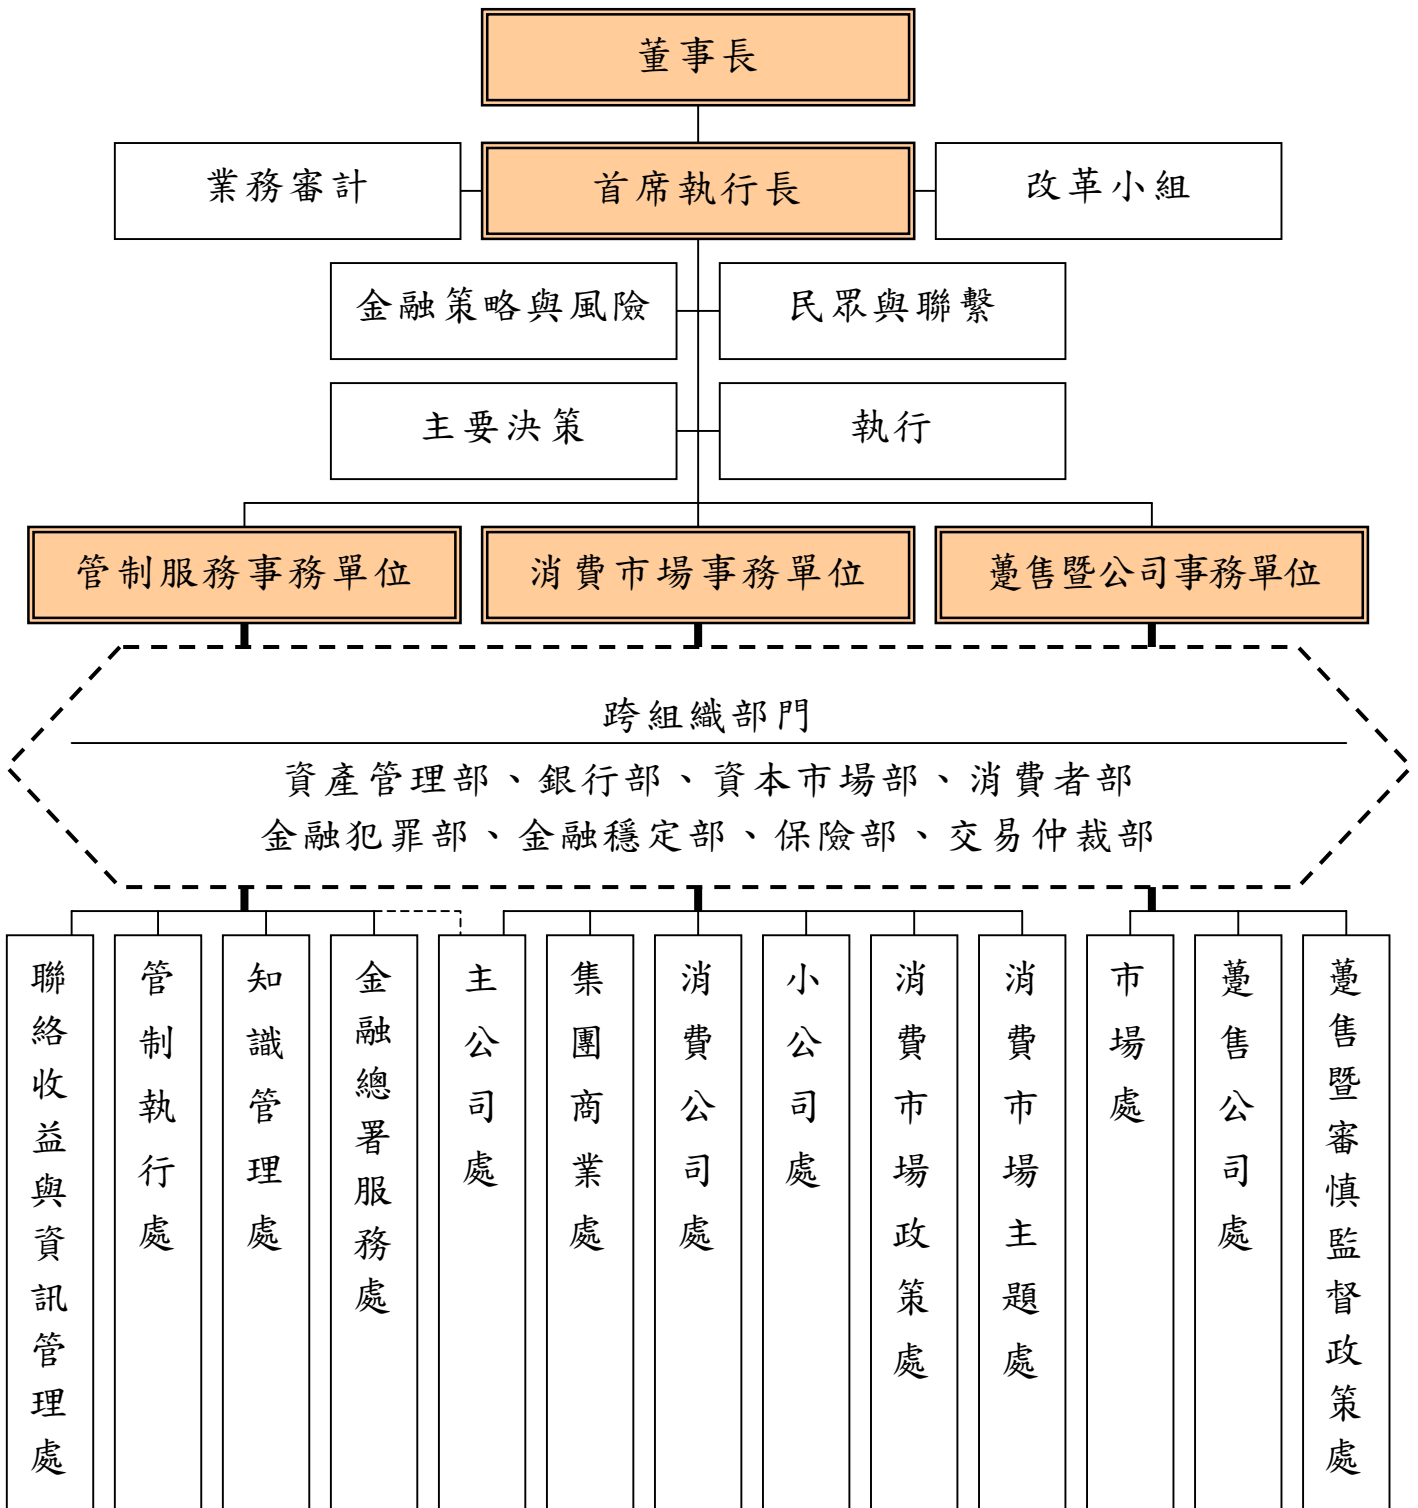 董事長
業務審計
首席執行長
改革小組
金融策略與風險
民眾與聯繫
主要決策
執行
管制服務事務單位
消費市場事務單位
躉售暨公司事務單位
跨組織部門
資產管理部、銀行部、資本市場部、消費者部
金融犯罪部、金融穩定部、保險部、交易仲裁部
聯絡收益與資訊管理處
管制執行處
知識管理處
金融總署服務處
主公司處
集團商業處
消費公司處
小公司處
消費市場政策處
消費市場主題處
市場處
躉售公司處
躉售暨審慎監督政策處